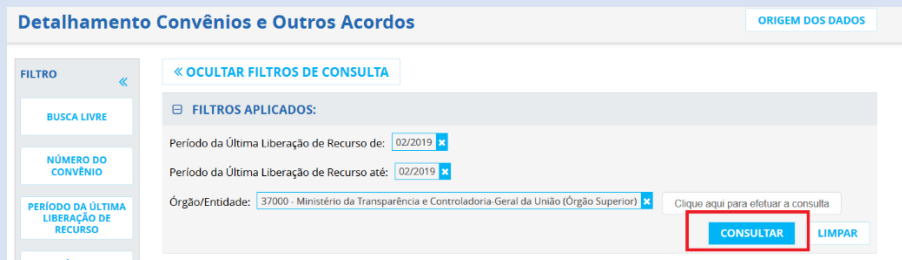 Detalhamento Convênios e Outros Acordos
ORIGEM DOS DADOS
FILTRO
«
BUSCA LIVRE
NÚMERO DO
CONVÊNIO
PERÍODO DA ÚLTIMA
LIBERAÇÃO DE
RECURSO
« OCULTAR FILTROS DE CONSULTA
FILTROS APLICADOS:
Período da Última Liberação de Recurso de: 02/2019 x
Período da Última Liberação de Recurso até: 02/2019 x
Órgão/Entidade: 37000 - Ministério da Transparência e Controladoria-Geral da União (Órgão Superior) x
Clique aqui para efetuar a consulta
CONSULTAR
LIMPAR